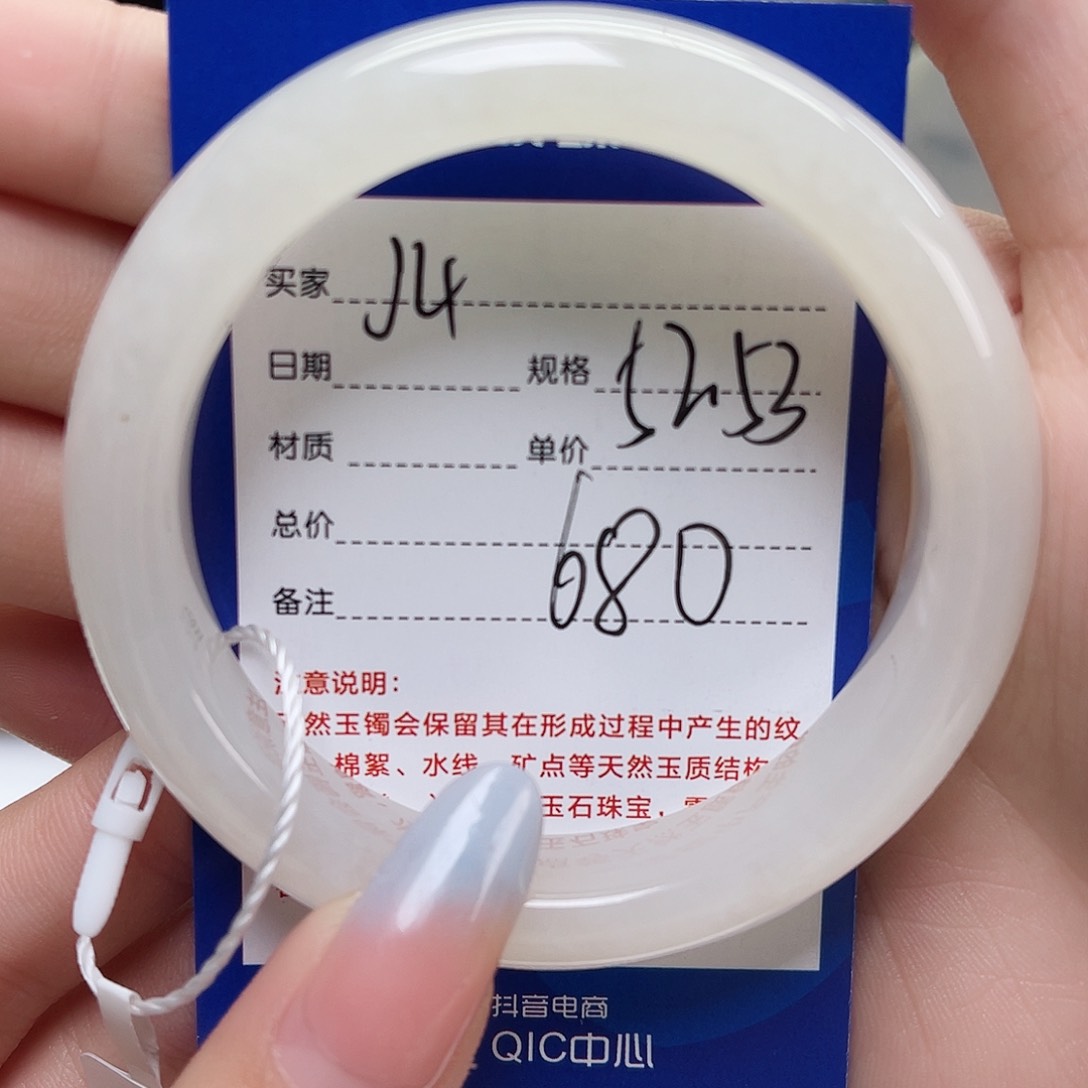 买家 J4
日期 规格 5253
材质 单价
总价 680
备注
注意说明：
天然玉镯会保留其在形成过程中产生的纹
棉絮、水线、矿点等天然玉质结构
玉石珠宝，
抖音电商
QIC中心